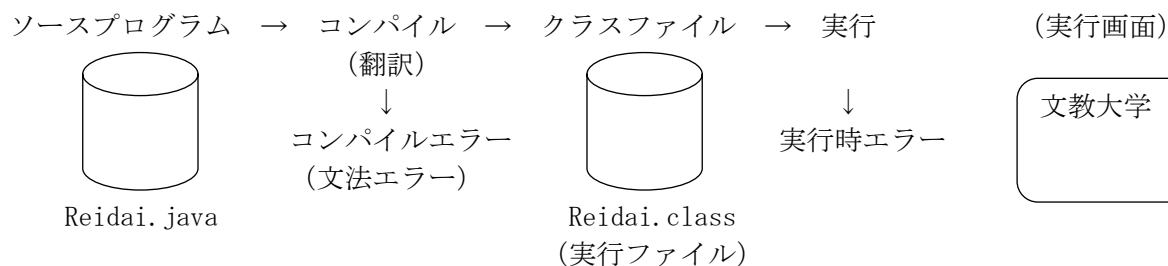 ソースプログラム → コンパイル → クラスファイル → 実行 (実行画面)
(翻訳)
↓ ↓
文教大学
コンパイルエラー 実行時エラー
(文法エラー)
Reidai.java Reidai.class
(実行ファイル)